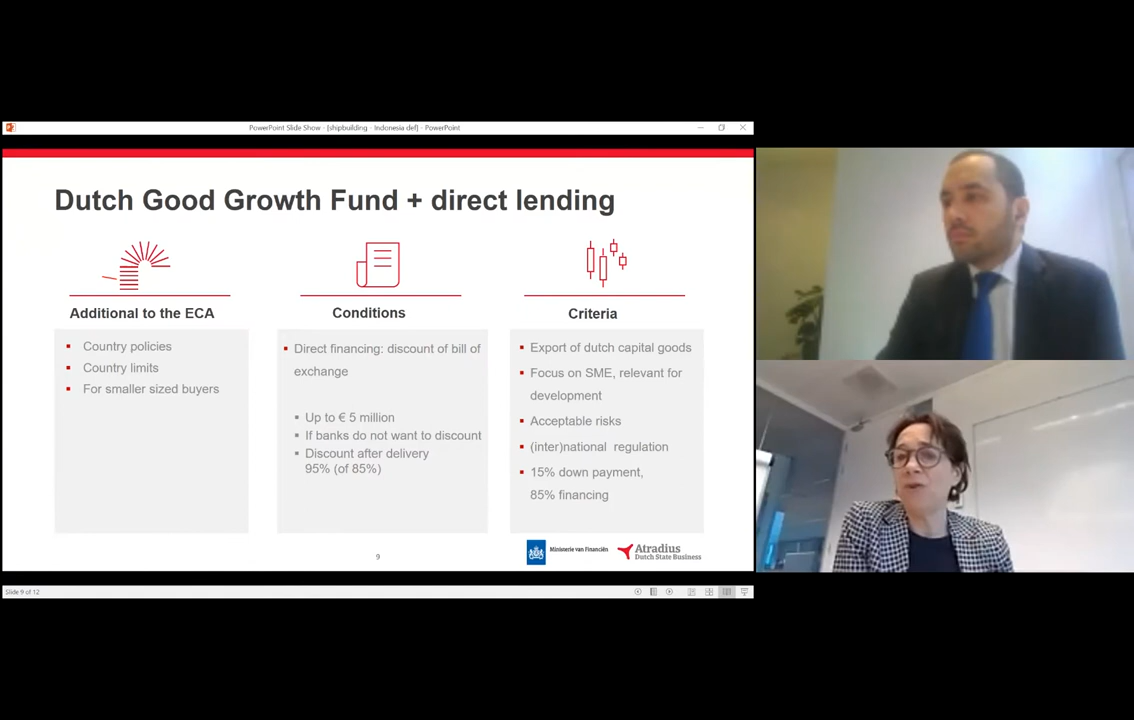 PowerPoint Slide Show - [shipbuilding - Indonesia def] - PowerPoint
Dutch Good Growth Fund + direct lending
Additional to the ECA
Country policies
Country limits
For smaller sized buyers
Conditions
Direct financing: discount of bill of
exchange
Up to € 5 million
If banks do not want to discount
Discount after delivery
95% (of 85%)
Criteria
Export of dutch capital goods
Focus on SME, relevant for
development
Acceptable risks
(inter)national regulation
15% down payment,
85% financing
9
Ministerie van Financiën
Atradius
Dutch State Business
Slide 9 of 12